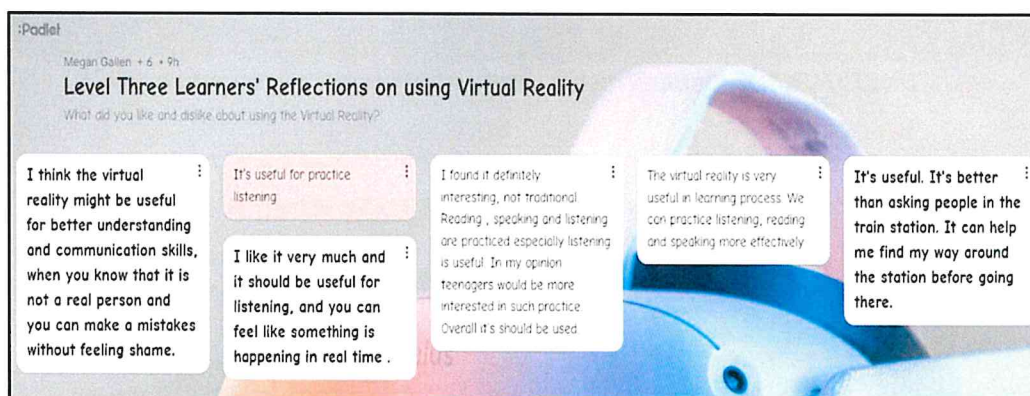 :Padlet
Megan Gallen + 6 • 9h
Level Three Learners' Reflections on using Virtual Reality
What did you like and dislike about using the Virtual Reality?
I think the virtual
reality might be useful
for better understanding
and communication skills,
when you know that it is
not a real person and
you can make a mistakes
without feeling shame.
It's useful for practice
listening
I like it very much and
it should be useful for
listening, and you can
feel like something is
happening in real time .
I found it definitely
interesting, not traditional.
Reading , speaking and listening
are practiced especially listening
is useful. In my opinion
teenagers would be more
interested in such practice.
Overall it's should be used
The virtual reality is very
useful in learning process. We
can practice listening, reading
and speaking more effectively
It's useful. It's better
than asking people in the
train station. It can help
me find my way around
the station before going
there.